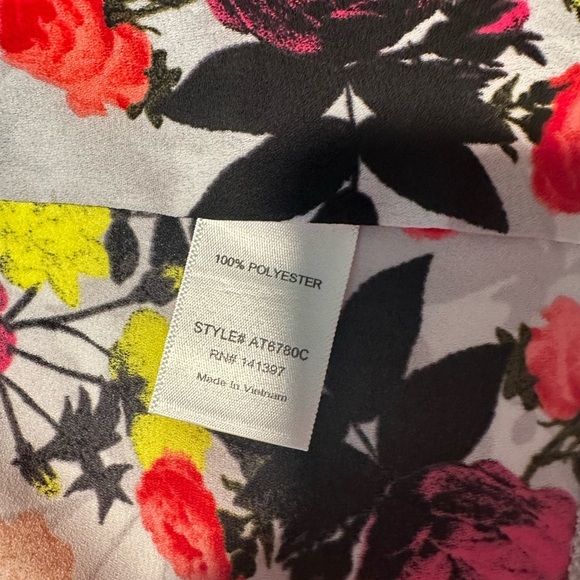 100% POLYESTER
STYLE# AT6780C
RN# 141397
Made In Vietnam